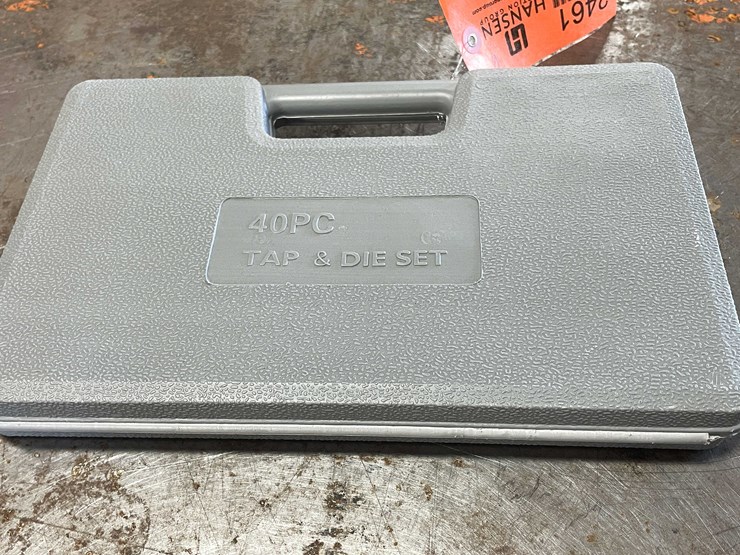 2461
HANSEN
40PC
TAP & DIE SET